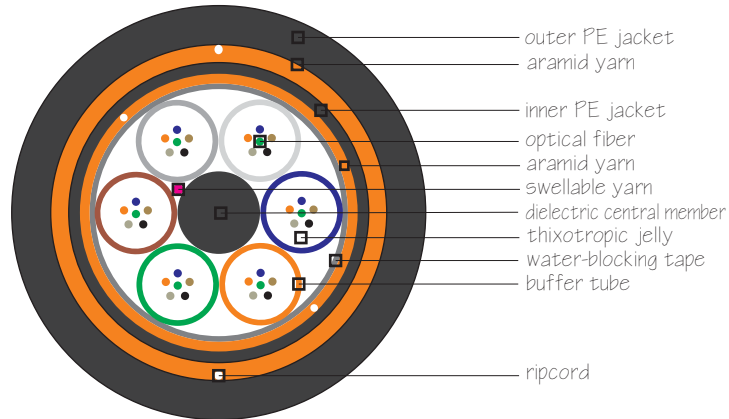 outer PE jacket
aramid yarn
inner PE jacket
optical fiber
aramid yarn
swellable yarn
dielectric central member
thixotropic jelly
water-blocking tape
buffer tube
ripcord